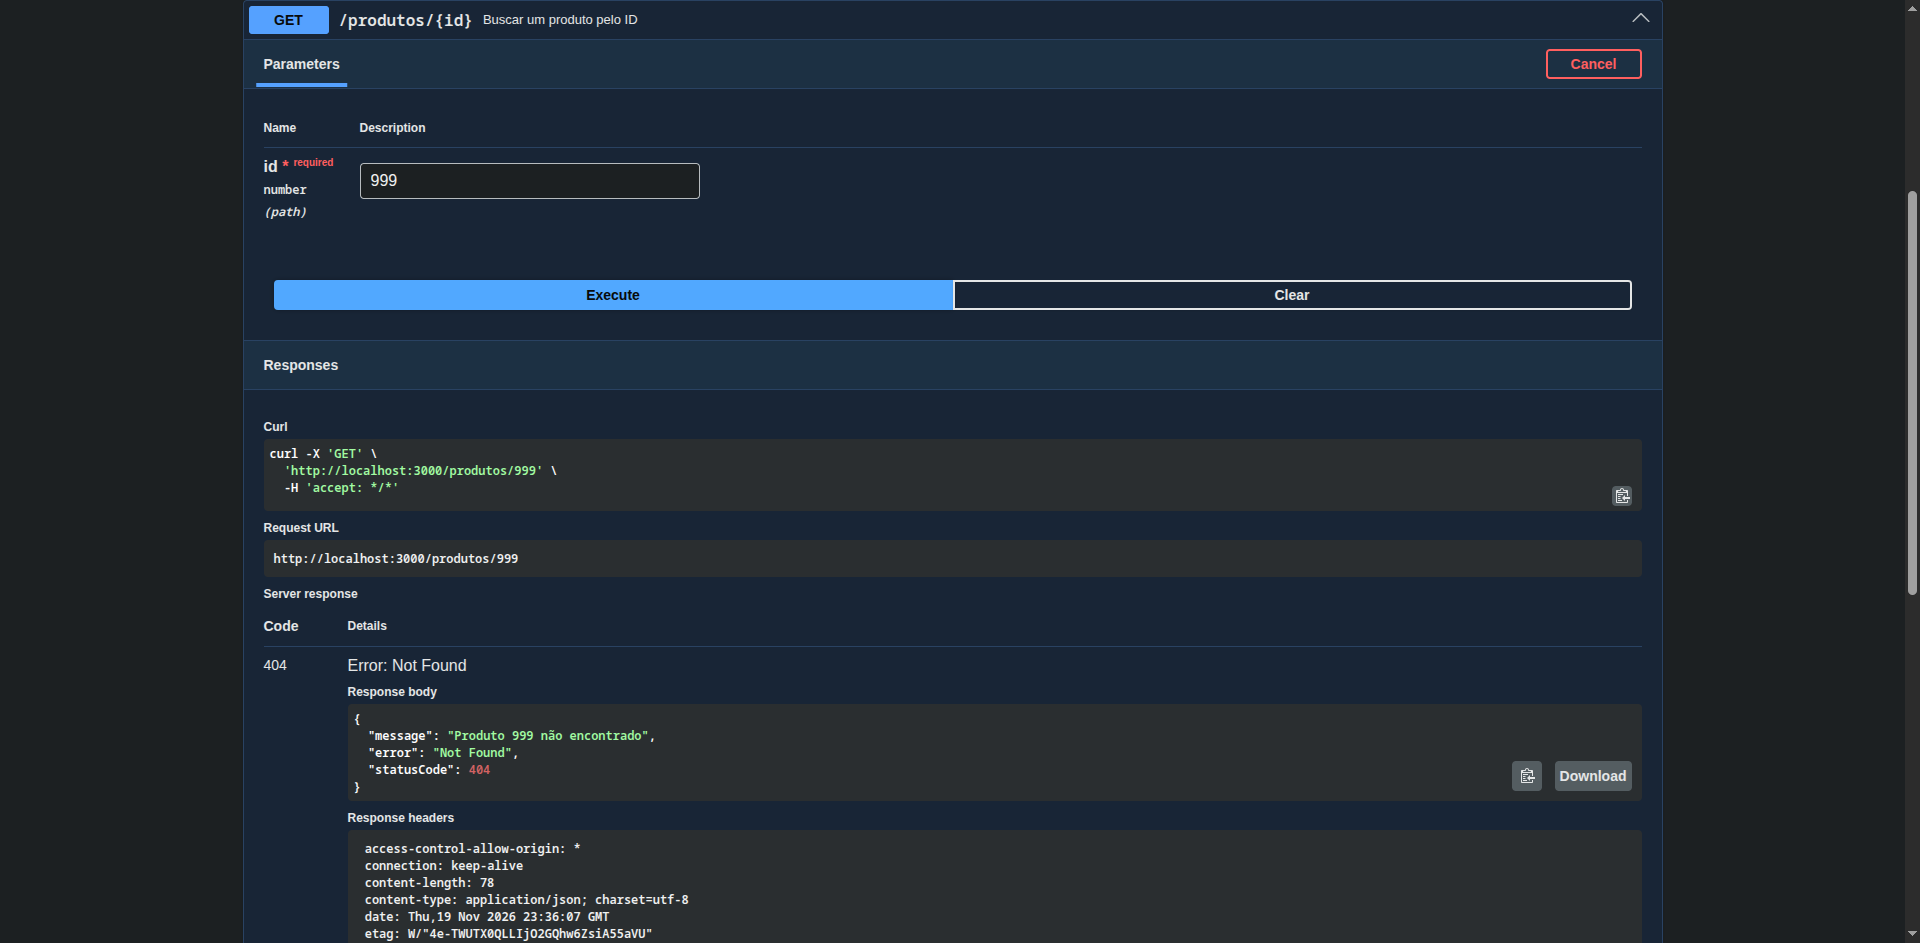 GET /produtos/{id} Buscar um produto pelo ID
Parameters
Cancel
Name Description
id * required
number
(path)
999
Execute
Clear
Responses
Curl
curl -X 'GET' \
  'http://localhost:3000/produtos/999' \
  -H 'accept: */*'
Request URL
http://localhost:3000/produtos/999
Server response
Code Details
404 Error: Not Found
Response body
{
  "message": "Produto 999 não encontrado",
  "error": "Not Found",
  "statusCode": 404
}
Download
Response headers
access-control-allow-origin: *
connection: keep-alive
content-length: 78
content-type: application/json; charset=utf-8
date: Thu,19 Nov 2026 23:36:07 GMT
etag: W/"4e-TWUTX0QLLIjO2GQhw6ZsiA55aVU"